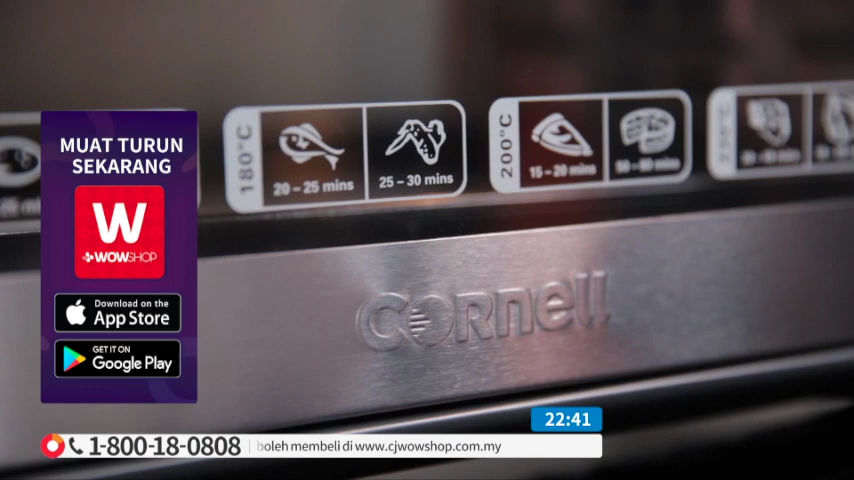 MUAT TURUN
SEKARANG
W
WOWSHOP
Download on the
App Store
GET IT ON
Google Play
180°C
20 – 25 mins
25 – 30 mins
200°C
15 – 20 mins
cornell
22:41
1-800-18-0808
boleh membeli di www.cjwowshop.com.my